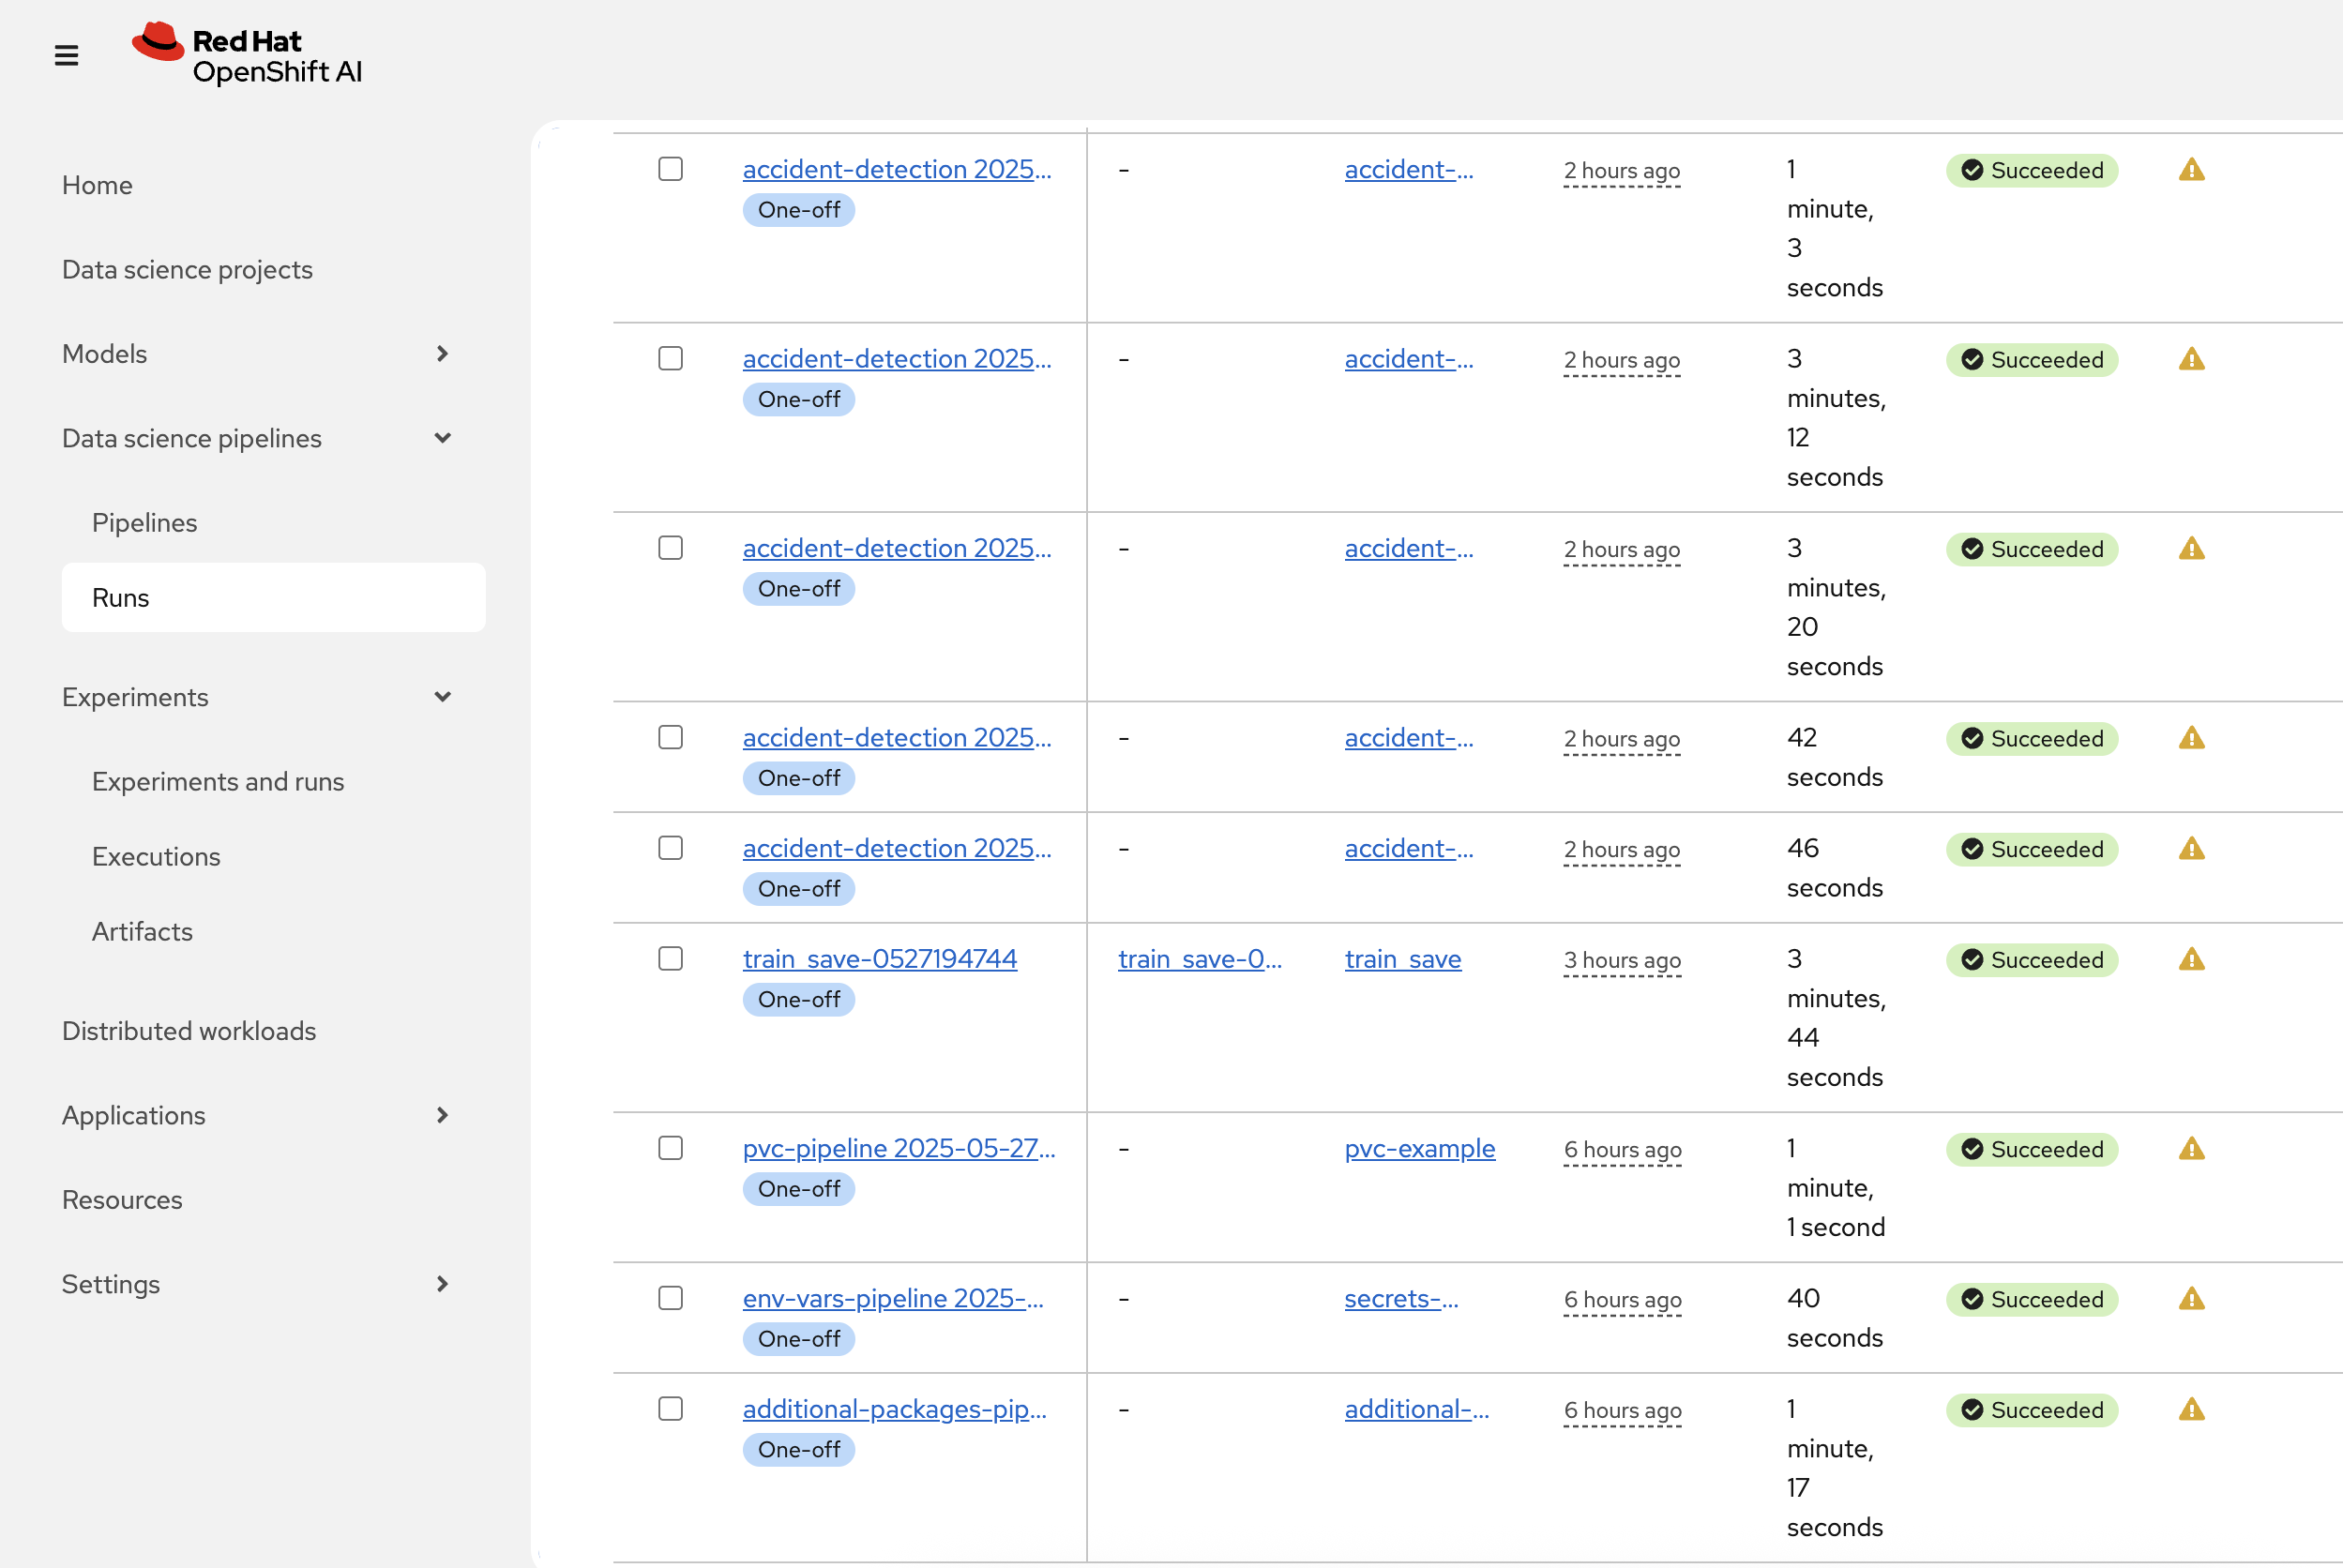 Red Hat
OpenShift AI
Home
Data science projects
Models
Data science pipelines
Pipelines
Runs
Experiments
Experiments and runs
Executions
Artifacts
Distributed workloads
Applications
Resources
Settings
accident-detection 2025... - accident-... 2 hours ago 1 Succeeded
One-off minute,
3
seconds
accident-detection 2025... - accident-... 2 hours ago 3 Succeeded
One-off minutes,
12
seconds
accident-detection 2025... - accident-... 2 hours ago 3 Succeeded
One-off minutes,
20
seconds
accident-detection 2025... - accident-... 2 hours ago 42 Succeeded
One-off seconds
accident-detection 2025... - accident-... 2 hours ago 46 Succeeded
One-off seconds
train_save-0527194744 train_save-0... train_save 3 hours ago 3 Succeeded
One-off minutes,
44
seconds
pvc-pipeline 2025-05-27... - pvc-example 6 hours ago 1 Succeeded
One-off minute,
1 second
env-vars-pipeline 2025-... - secrets-... 6 hours ago 40 Succeeded
One-off seconds
additional-packages-pip... - additional-... 6 hours ago 1 Succeeded
One-off minute,
17
seconds